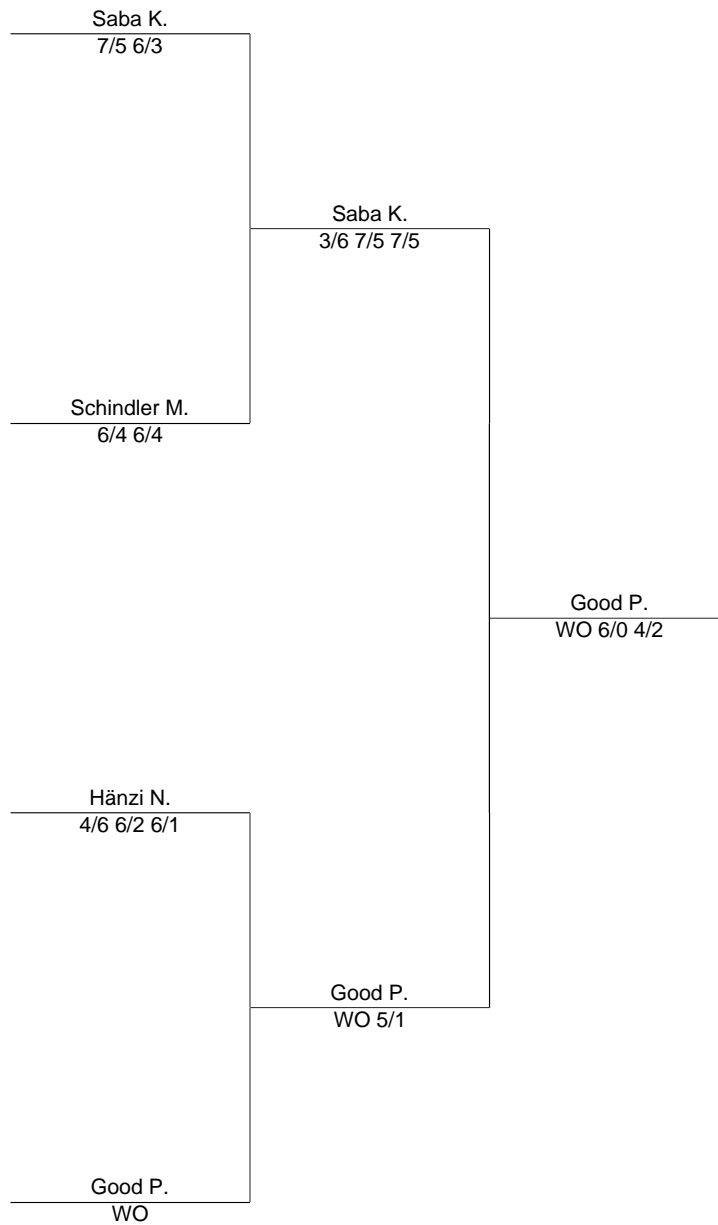 Saba K.
7/5 6/3
Saba K.
3/6 7/5 7/5
Schindler M.
6/4 6/4
Good P.
WO 6/0 4/2
Hänzi N.
4/6 6/2 6/1
Good P.
WO 5/1
Good P.
WO